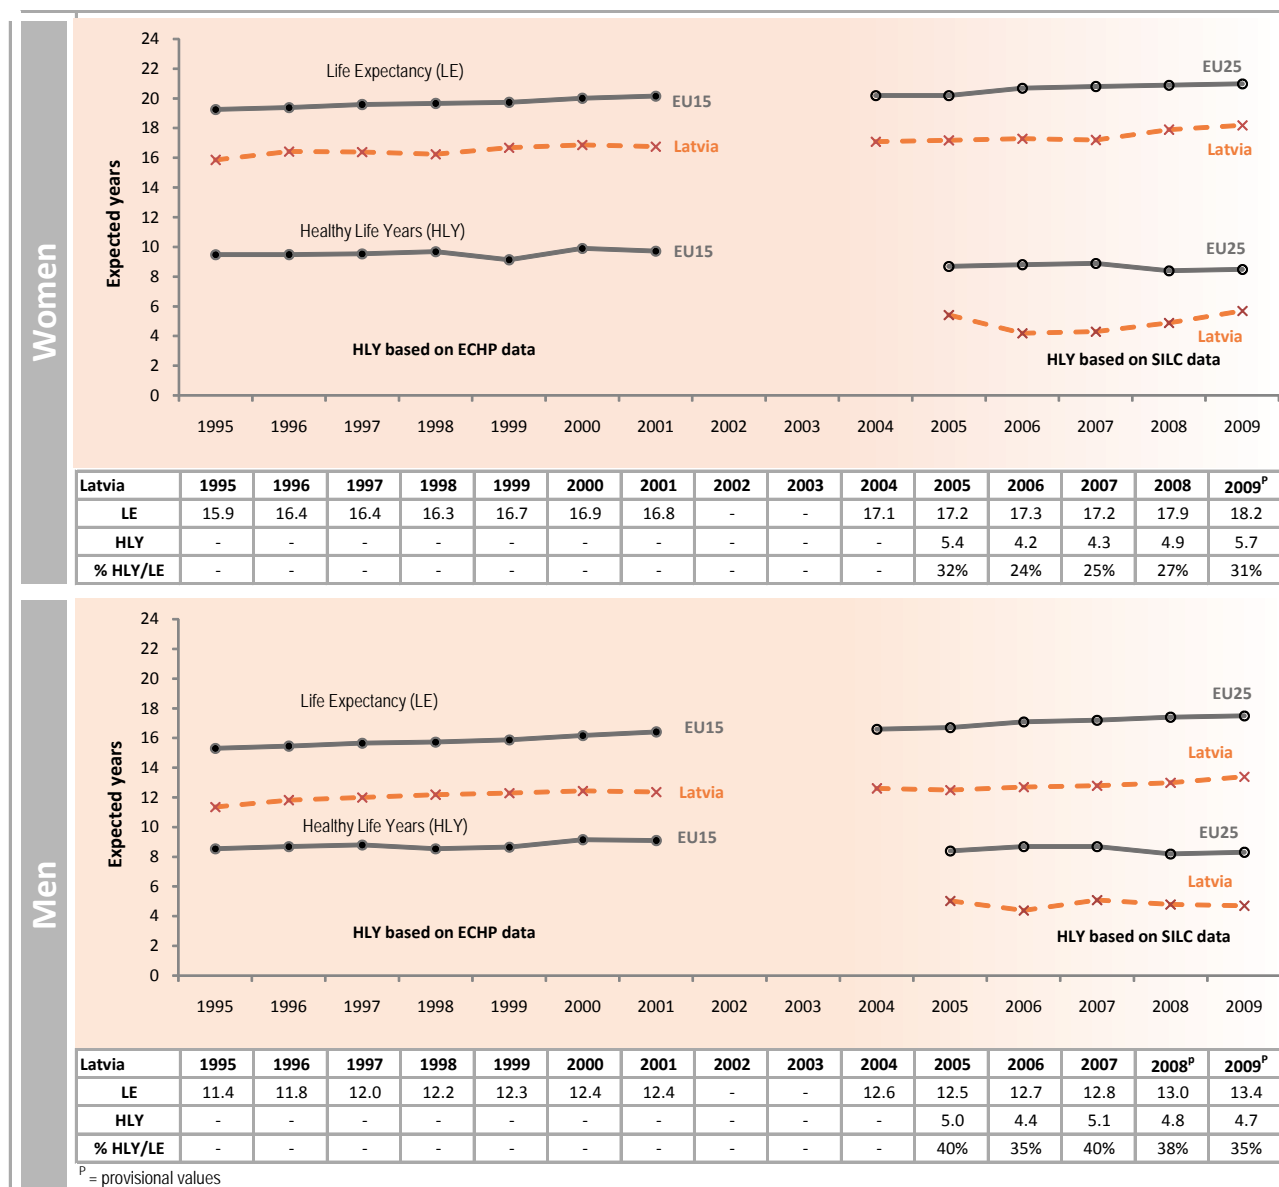 Women
24
22
20
18
16
14
12
10
8
6
4
2
0
Expected years
Life Expectancy (LE)
EU15
Latvia
EU25
Latvia
Healthy Life Years (HLY)
EU15
EU25
Latvia
HLY based on ECHP data
HLY based on SILC data
1995 1996 1997 1998 1999 2000 2001 2002 2003 2004 2005 2006 2007 2008 2009
Latvia 1995 1996 1997 1998 1999 2000 2001 2002 2003 2004 2005 2006 2007 2008 2009P
LE 15.9 16.4 16.4 16.3 16.7 16.9 16.8 - - 17.1 17.2 17.3 17.2 17.9 18.2
HLY - - - - - - - - - - 5.4 4.2 4.3 4.9 5.7
% HLY/LE - - - - - - - - - - 32% 24% 25% 27% 31%
Men
24
22
20
18
16
14
12
10
8
6
4
2
0
Expected years
Life Expectancy (LE)
EU15
Latvia
EU25
Latvia
Healthy Life Years (HLY)
EU15
EU25
Latvia
HLY based on ECHP data
HLY based on SILC data
1995 1996 1997 1998 1999 2000 2001 2002 2003 2004 2005 2006 2007 2008 2009
Latvia 1995 1996 1997 1998 1999 2000 2001 2002 2003 2004 2005 2006 2007 2008p 2009P
LE 11.4 11.8 12.0 12.2 12.3 12.4 12.4 - - 12.6 12.5 12.7 12.8 13.0 13.4
HLY - - - - - - - - - - 5.0 4.4 5.1 4.8 4.7
% HLY/LE - - - - - - - - - - 40% 35% 40% 38% 35%
P = provisional values